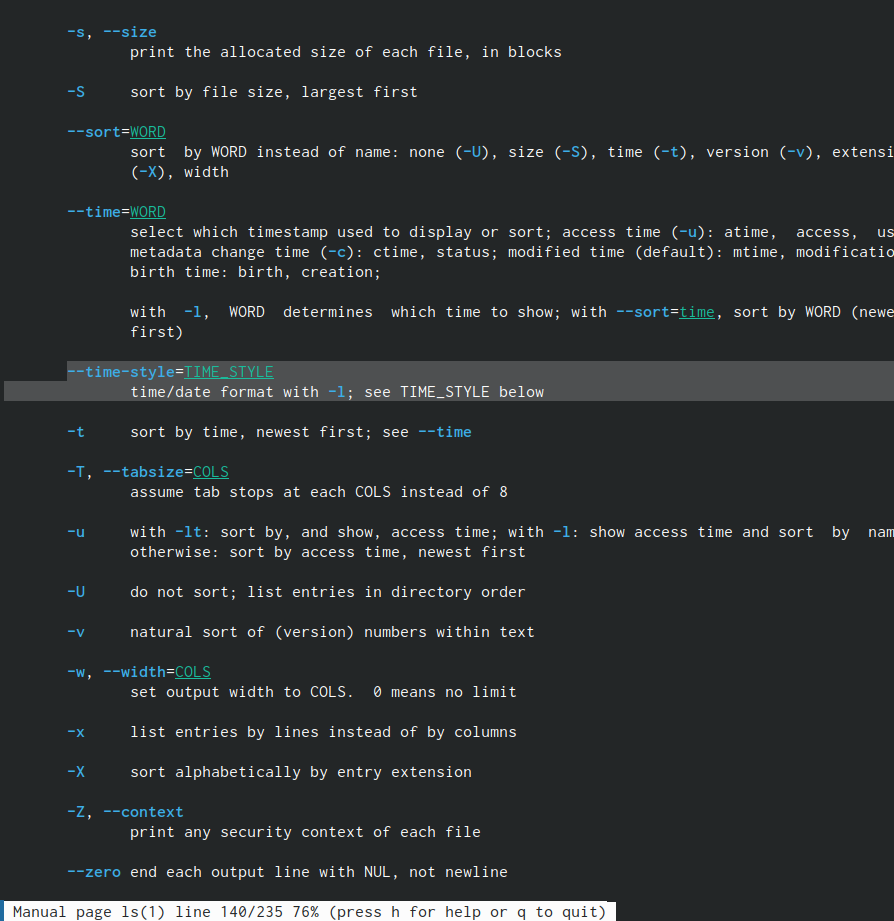 -s, --size
print the allocated size of each file, in blocks
-S sort by file size, largest first
--sort=WORD
sort by WORD instead of name: none (-U), size (-S), time (-t), version (-v), extensi
(-X), width
--time=WORD
select which timestamp used to display or sort; access time (-u): atime, access, us
metadata change time (-c): ctime, status; modified time (default): mtime, modificatio
birth time: birth, creation;
with -l, WORD determines which time to show; with --sort=time, sort by WORD (newe
first)
--time-style=TIME_STYLE
time/date format with -l; see TIME_STYLE below
-t sort by time, newest first; see --time
-T, --tabsize=COLS
assume tab stops at each COLS instead of 8
-u with -lt: sort by, and show, access time; with -l: show access time and sort by nam
otherwise: sort by access time, newest first
-U do not sort; list entries in directory order
-v natural sort of (version) numbers within text
-w, --width=COLS
set output width to COLS. 0 means no limit
-x list entries by lines instead of by columns
-X sort alphabetically by entry extension
-Z, --context
print any security context of each file
--zero end each output line with NUL, not newline
Manual page ls(1) line 140/235 76% (press h for help or q to quit)